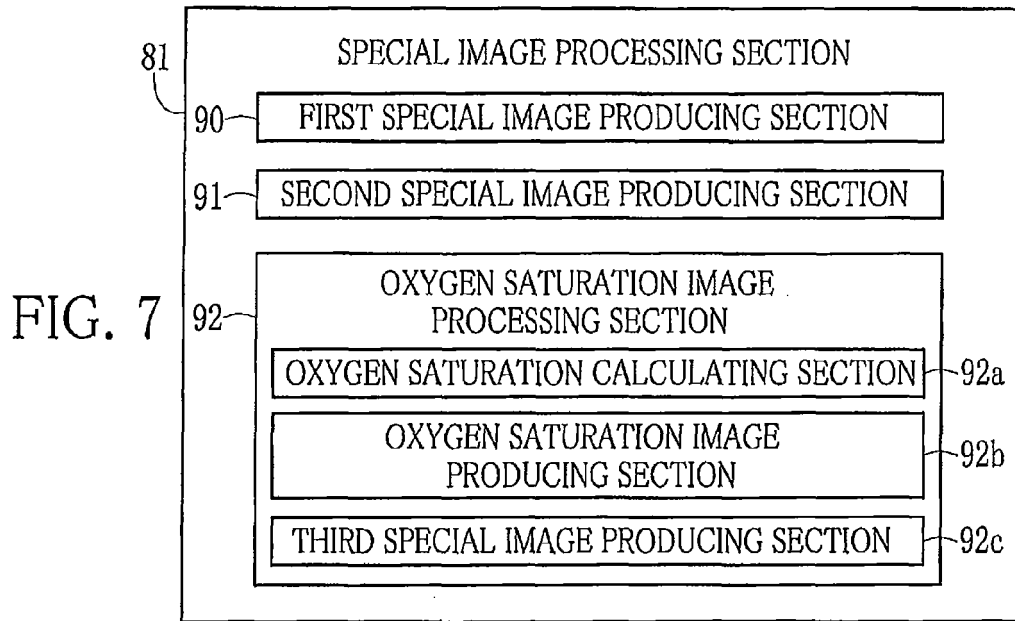 81
SPECIAL IMAGE PROCESSING SECTION
90
FIRST SPECIAL IMAGE PRODUCING SECTION
91
SECOND SPECIAL IMAGE PRODUCING SECTION
FIG. 7
92
OXYGEN SATURATION IMAGE
PROCESSING SECTION
OXYGEN SATURATION CALCULATING SECTION
92a
OXYGEN SATURATION IMAGE
PRODUCING SECTION
92b
THIRD SPECIAL IMAGE PRODUCING SECTION
92c